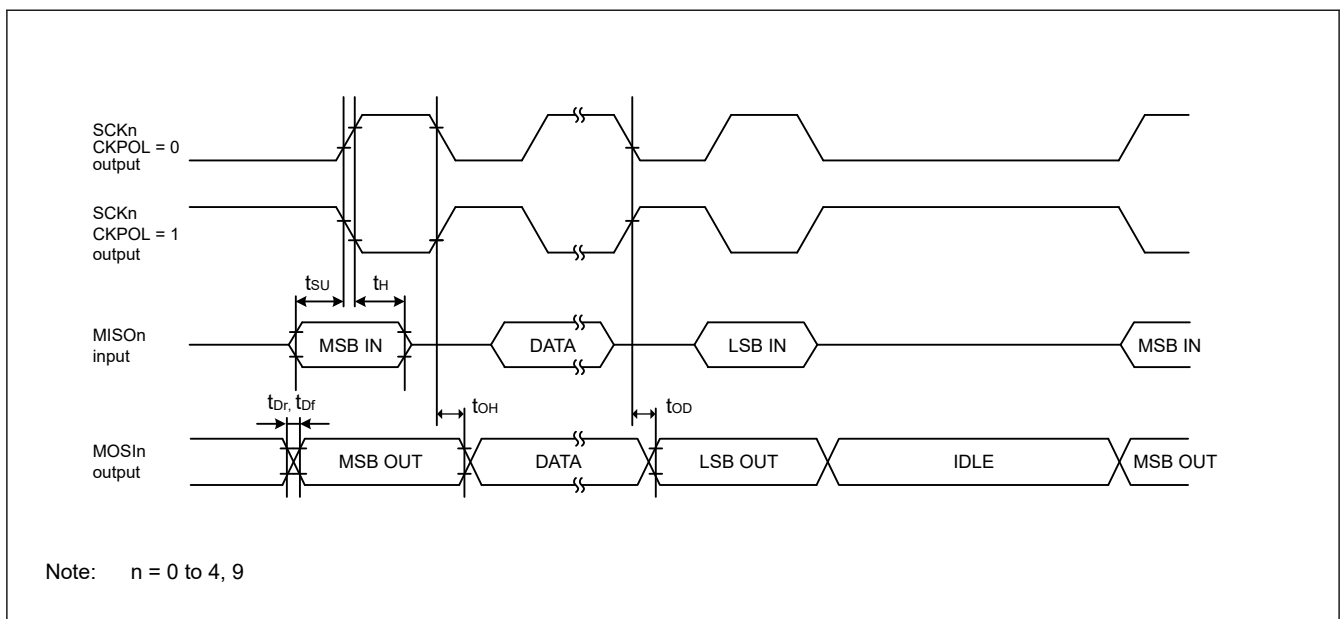 SCKn
CKPOL = 0
output
SCKn
CKPOL = 1
output
tSU
tH
MISOn
input
MSB IN
DATA
LSB IN
MSB IN
tDr, tDf
tOH
tOD
MOSIn
output
MSB OUT
DATA
LSB OUT
IDLE
MSB OUT
Note: n = 0 to 4, 9